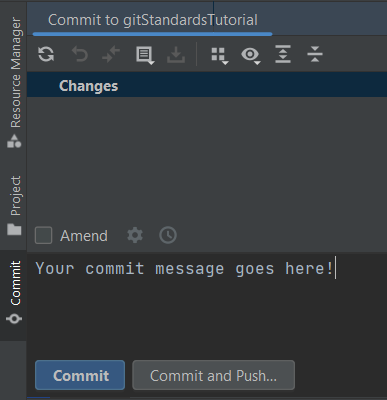 Commit to gitStandardsTutorial
Resource Manager
Changes
Project
Amend
Commit
Your commit message goes here!
Commit
Commit and Push...